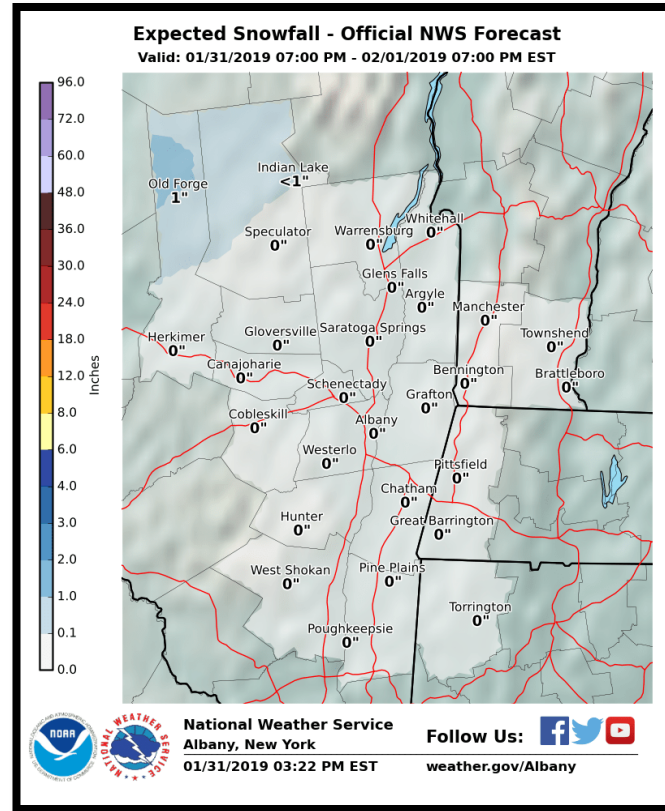 Expected Snowfall - Official NWS Forecast
Valid: 01/31/2019 07:00 PM - 02/01/2019 07:00 PM EST
96.0
72.0
60.0
48.0
36.0
30.0
24.0
18.0
12.0
8.0
6.0
4.0
3.0
2.0
1.0
0.1
0.0
Inches
Indian Lake
<1"
Old Forge
1"
Speculator
0"
Warrensburg
0"
Whitehall
0"
Glens Falls
0"
Argyle
0"
Manchester
0"
Townshend
0"
Herkimer
0"
Gloversville
0"
Saratoga Springs
0"
Canajoharie
0"
Schenectady
0"
Bennington
0"
Brattleboro
0"
Grafton
0"
Cobleskill
0"
Albany
0"
Westerlo
0"
Pittsfield
0"
Chatham
0"
Hunter
0"
Great Barrington
0"
West Shokan
0"
Pine Plains
0"
Torrington
0"
Poughkeepsie
0"
NOAA
NATIONAL WEATHER SERVICE
National Weather Service
Albany, New York
01/31/2019 03:22 PM EST
Follow Us:
weather.gov/Albany